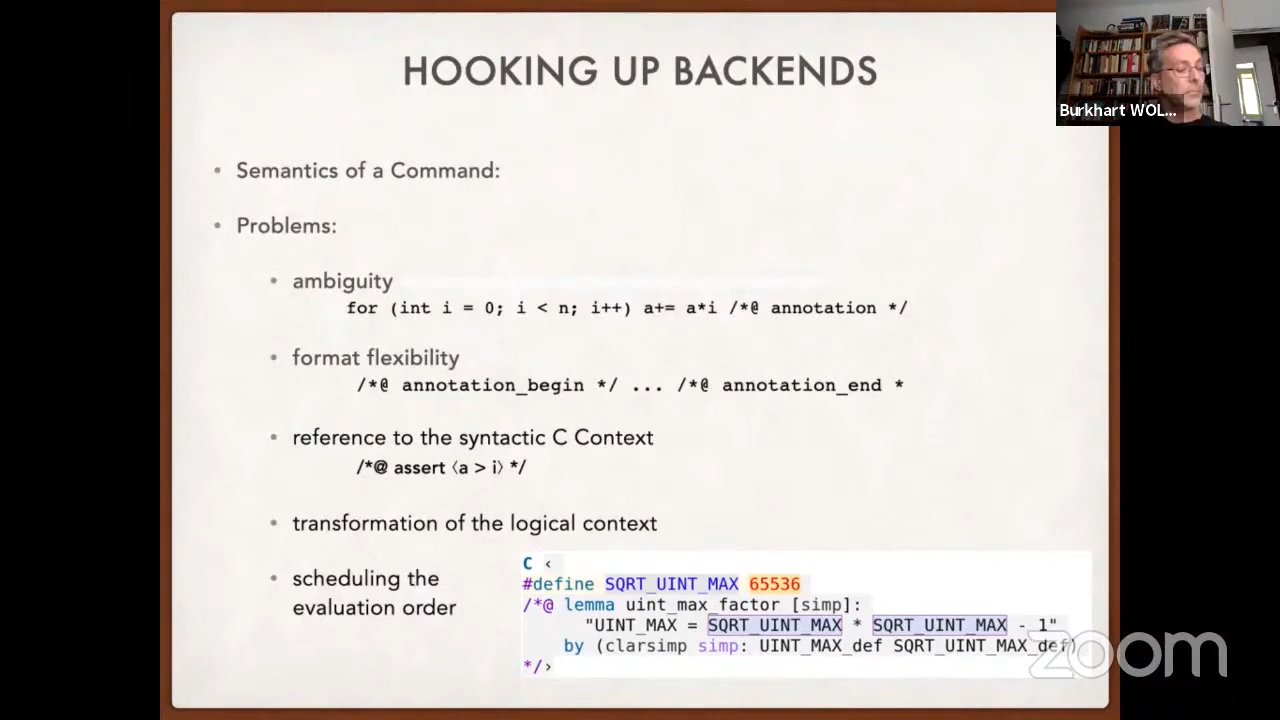 HOOKING UP BACKENDS
Burkhart WOL...
• Semantics of a Command:
• Problems:
• ambiguity
for (int i = 0; i < n; i++) a+= a*i /*@ annotation */
• format flexibility
/*@ annotation_begin */ ... /*@ annotation_end *
• reference to the syntactic C Context
/*@ assert ⟨a > i⟩ */
• transformation of the logical context
• scheduling the
evaluation order
C ‹
#define SQRT_UINT_MAX 65536
/*@ lemma uint_max_factor [simp]:
"UINT_MAX = SQRT_UINT_MAX * SQRT_UINT_MAX - 1"
by (clarsimp simp: UINT_MAX_def SQRT_UINT_MAX_def)
*/›
zoom